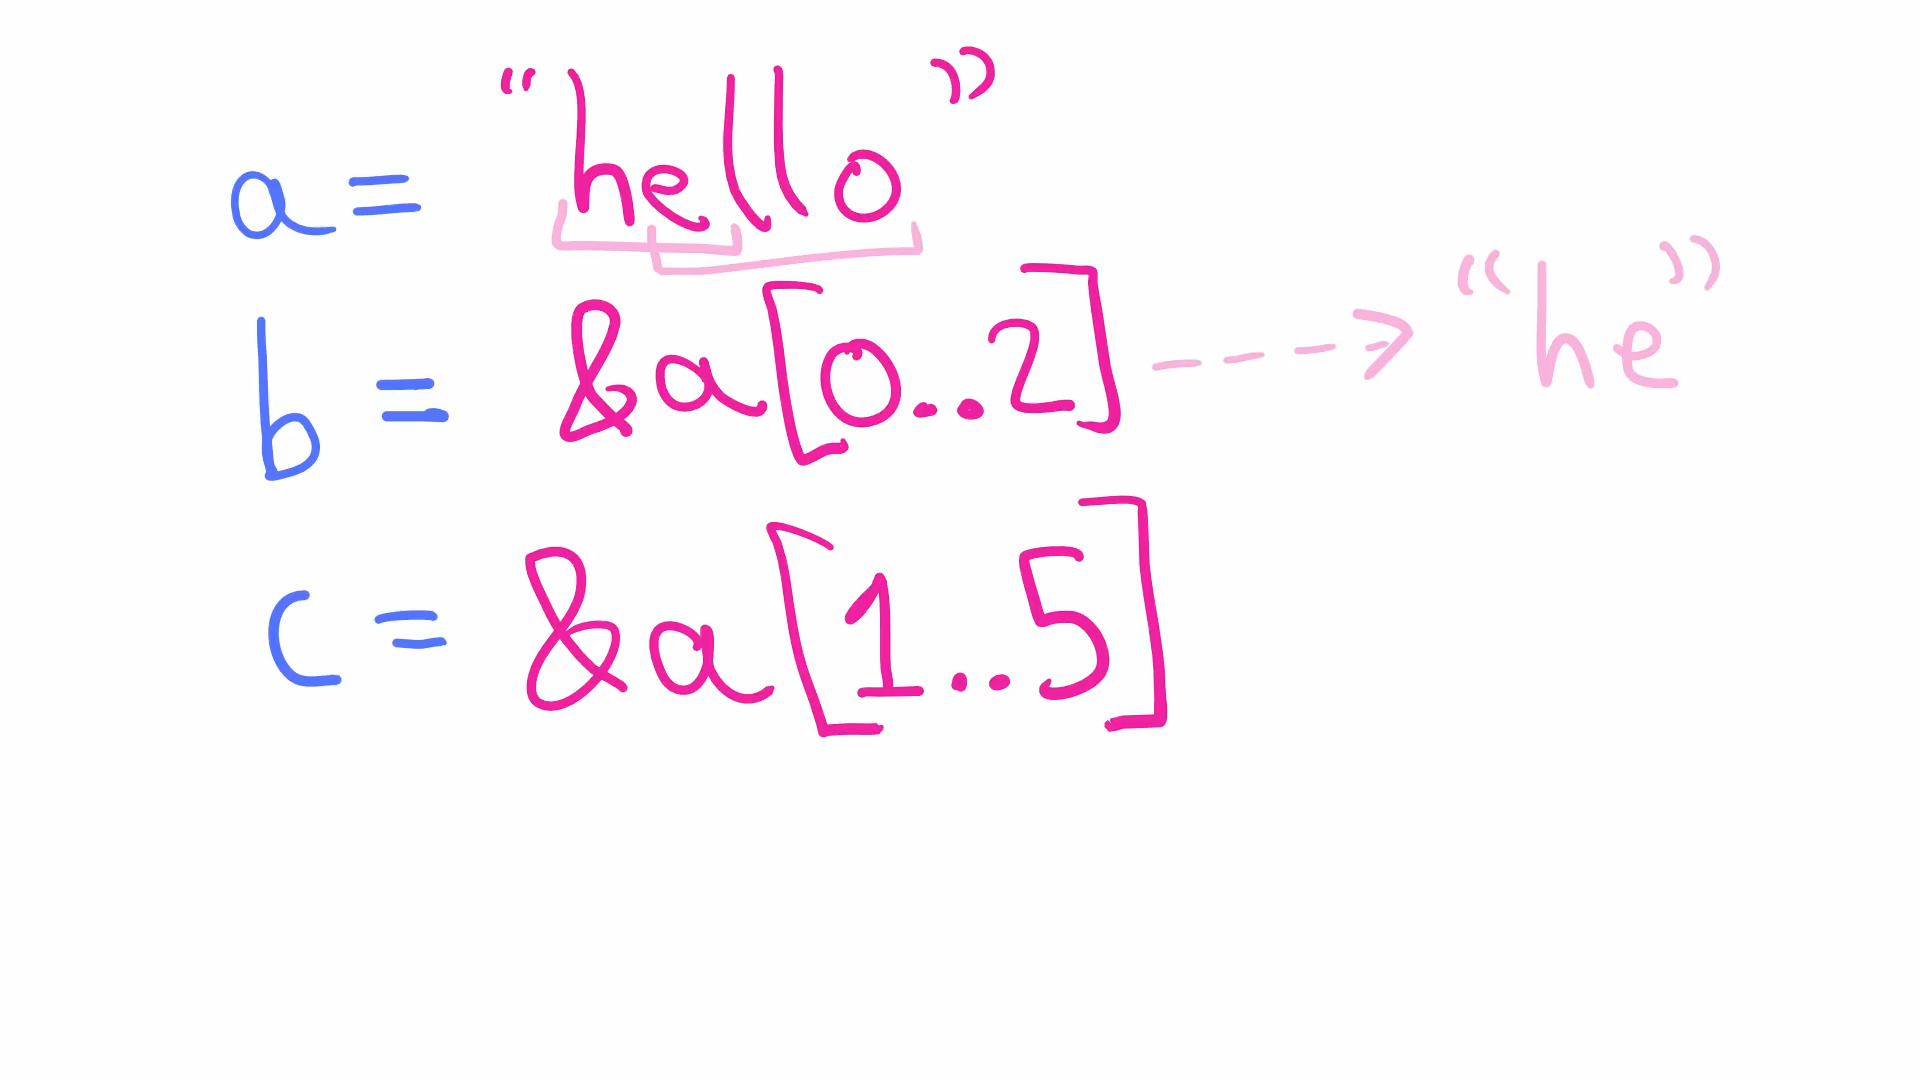 a = “hello”
b = &a[0..2] ----> “he”
c = &a[1..5]